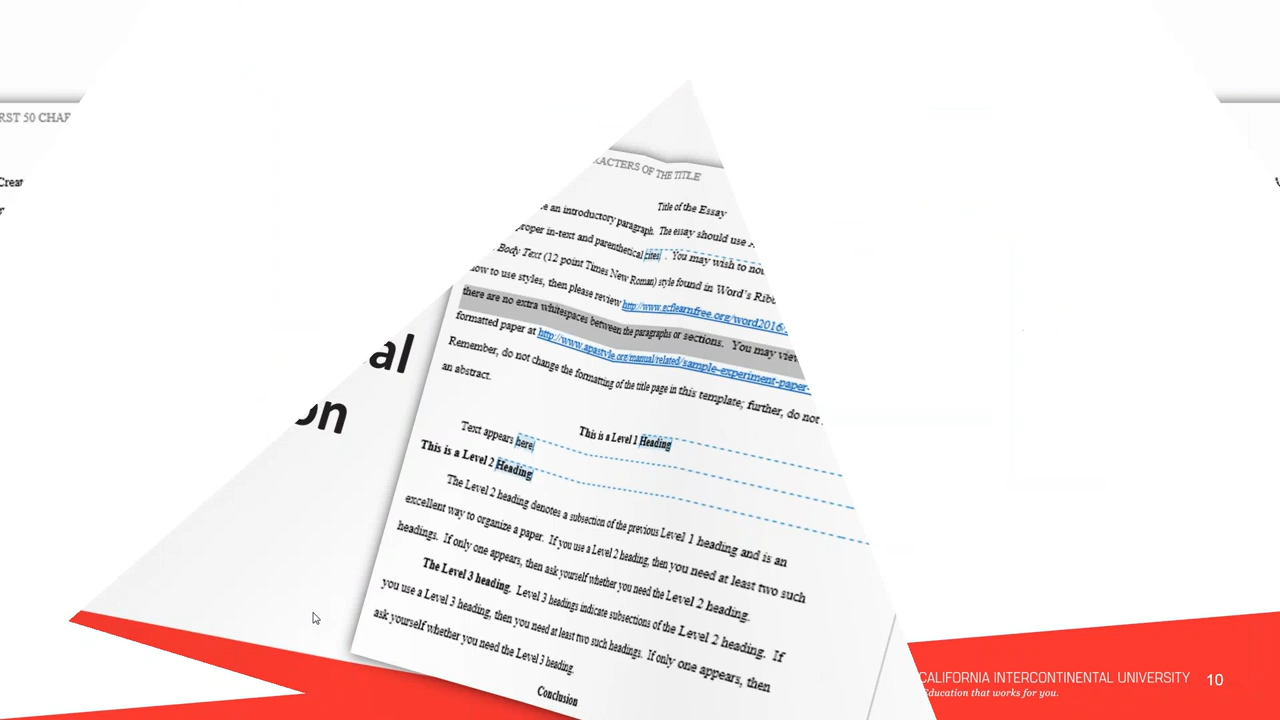 RST 50 CHAF
Creat
RACTERS OF THE TITLE
Title of the Essay
e an introductory paragraph. The essay should use
roper in-text and parenthetical cites . You may wish to not
Body Text (12 point Times New Roman) style found in Word's Ribb
ow to use styles, then please review http://www.gcflearnfree.org/word2016/
there are no extra whitespaces between the paragraphs or sections. You may view
formatted paper at http://www.apastyle.org/manual/related/sample-experiment-paper-
Remember, do not change the formatting of the title page in this template; further, do not
an abstract.
al
on
This is a Level 1 Heading
Text appears here
This is a Level 2 Heading
The Level 2 heading denotes a subsection of the previous Level 1 heading and is an
excellent way to organize a paper. If you use a Level 2 heading, then you need at least two such
headings. If only one appears, then ask yourself whether you need the Level 2 heading.
The Level 3 heading. Level 3 headings indicate subsections of the Level 2 heading. If
you use a Level 3 heading, then you need at least two such headings. If only one appears, then
ask yourself whether you need the Level 3 heading.
Conclusion
CALIFORNIA INTERCONTINENTAL UNIVERSITY 10
Education that works for you.